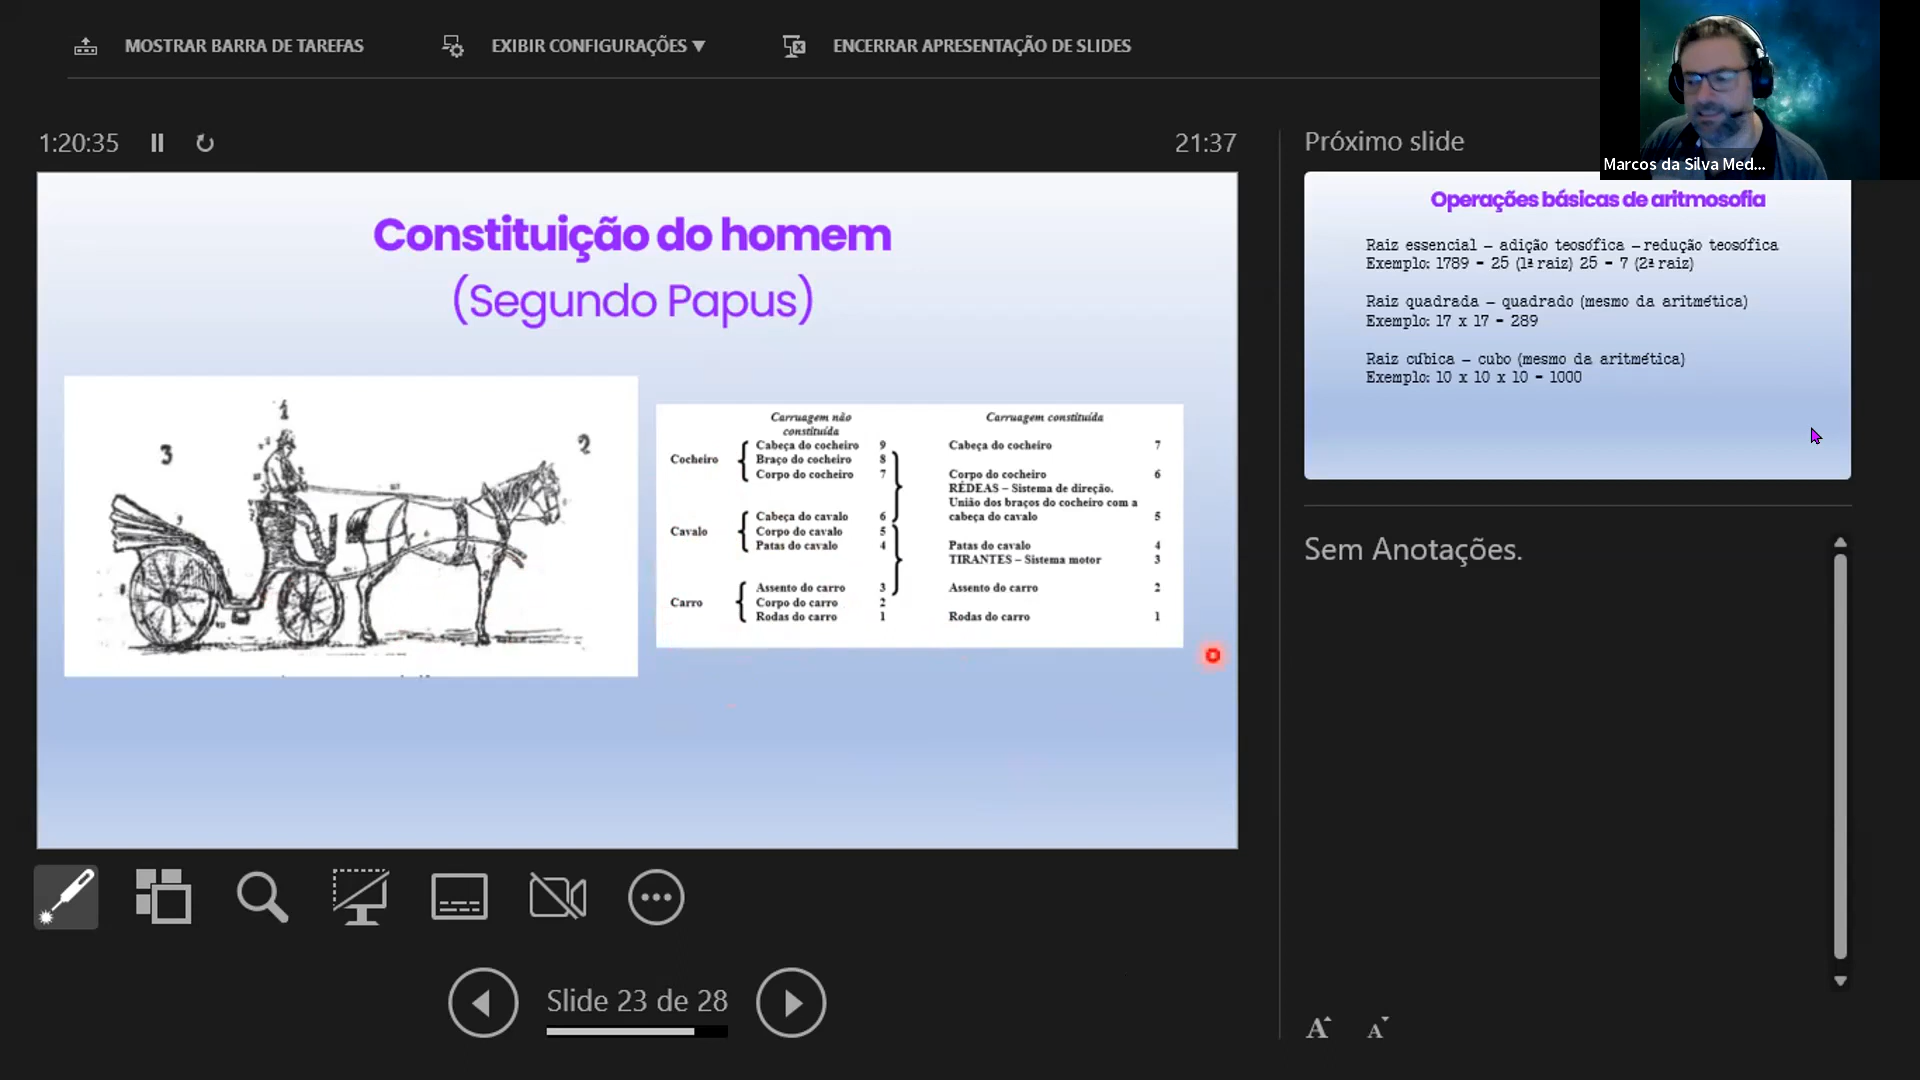 MOSTRAR BARRA DE TAREFAS
EXIBIR CONFIGURAÇÕES ▼
ENCERRAR APRESENTAÇÃO DE SLIDES
Marcos da Silva Med...
1:20:35
21:37
Próximo slide
Constituição do homem
(Segundo Papus)
1
2
3
Carruagem não
constituída
Carruagem constituída
Cocheiro
Cabeça do cocheiro 9
Braço do cocheiro 8
Corpo do cocheiro 7
Cavalo
Cabeça do cavalo 6
Corpo do cavalo 5
Patas do cavalo 4
Carro
Assento do carro 3
Corpo do carro 2
Rodas do carro 1
Cabeça do cocheiro 7
Corpo do cocheiro 6
RÉDEAS – Sistema de direção.
União dos braços do cocheiro com a
cabeça do cavalo 5
Patas do cavalo 4
TIRANTES – Sistema motor 3
Assento do carro 2
Rodas do carro 1
Operações básicas de aritmosofia
Raiz essencial – adição teosófica – redução teosófica
Exemplo: 1789 = 25 (1ª raiz) 25 = 7 (2ª raiz)
Raiz quadrada – quadrado (mesmo da aritmética)
Exemplo: 17 x 17 = 289
Raiz cúbica – cubo (mesmo da aritmética)
Exemplo: 10 x 10 x 10 = 1000
Sem Anotações.
Slide 23 de 28
A A